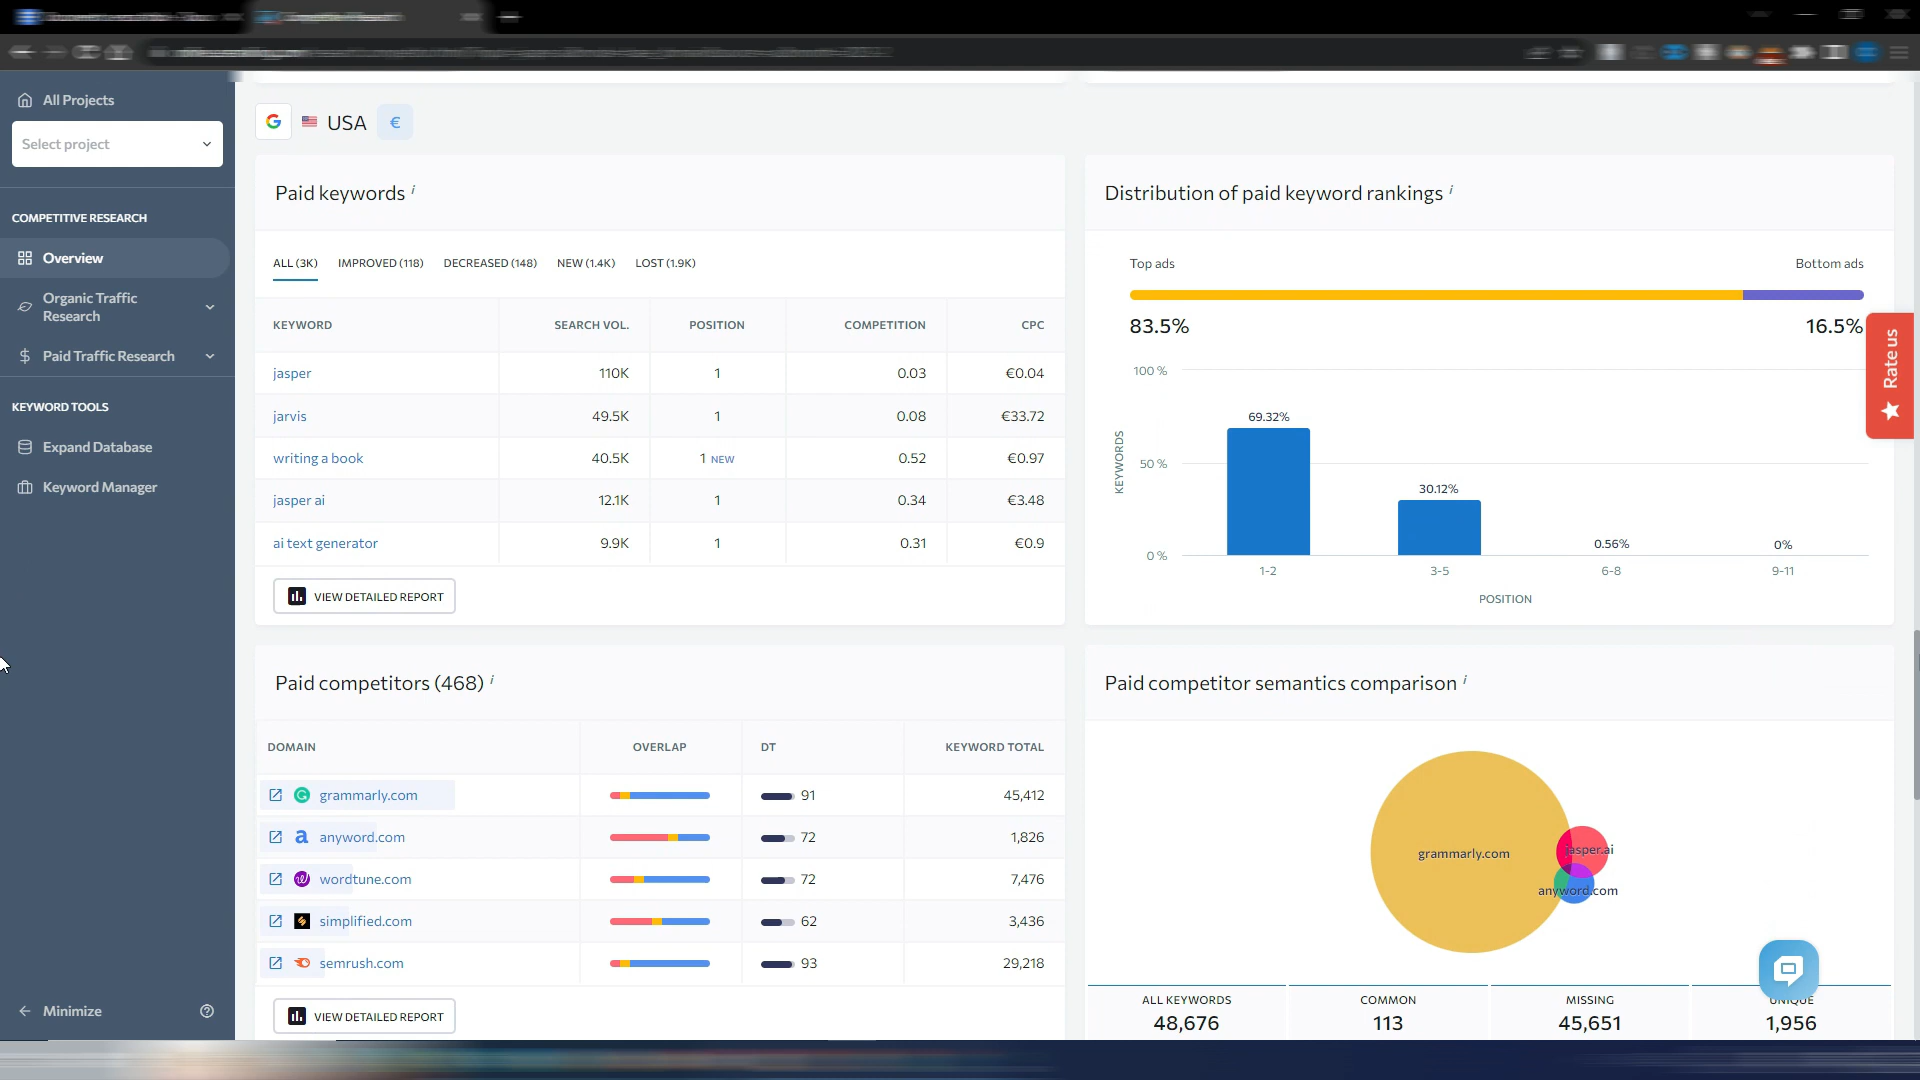 All Projects
Select project
COMPETITIVE RESEARCH
Overview
Organic Traffic
Research
Paid Traffic Research
KEYWORD TOOLS
Expand Database
Keyword Manager
Minimize
USA €
Paid keywords i
ALL (3K) IMPROVED (118) DECREASED (148) NEW (1.4K) LOST (1.9K)
KEYWORD SEARCH VOL. POSITION COMPETITION CPC
jasper 110K 1 0.03 €0.04
jarvis 49.5K 1 0.08 €33.72
writing a book 40.5K 1 NEW 0.52 €0.97
jasper ai 12.1K 1 0.34 €3.48
ai text generator 9.9K 1 0.31 €0.9
VIEW DETAILED REPORT
Distribution of paid keyword rankings i
Top ads Bottom ads
83.5% 16.5%
100 %
50 %
0 %
KEYWORDS
69.32%
30.12%
0.56%
0%
1-2 3-5 6-8 9-11
POSITION
Rate us
Paid competitors (468) i
DOMAIN OVERLAP DT KEYWORD TOTAL
grammarly.com 91 45,412
anyword.com 72 1,826
wordtune.com 72 7,476
simplified.com 62 3,436
semrush.com 93 29,218
VIEW DETAILED REPORT
Paid competitor semantics comparison i
grammarly.com
jasper.ai
anyword.com
ALL KEYWORDS COMMON MISSING UNIQUE
48,676 113 45,651 1,956